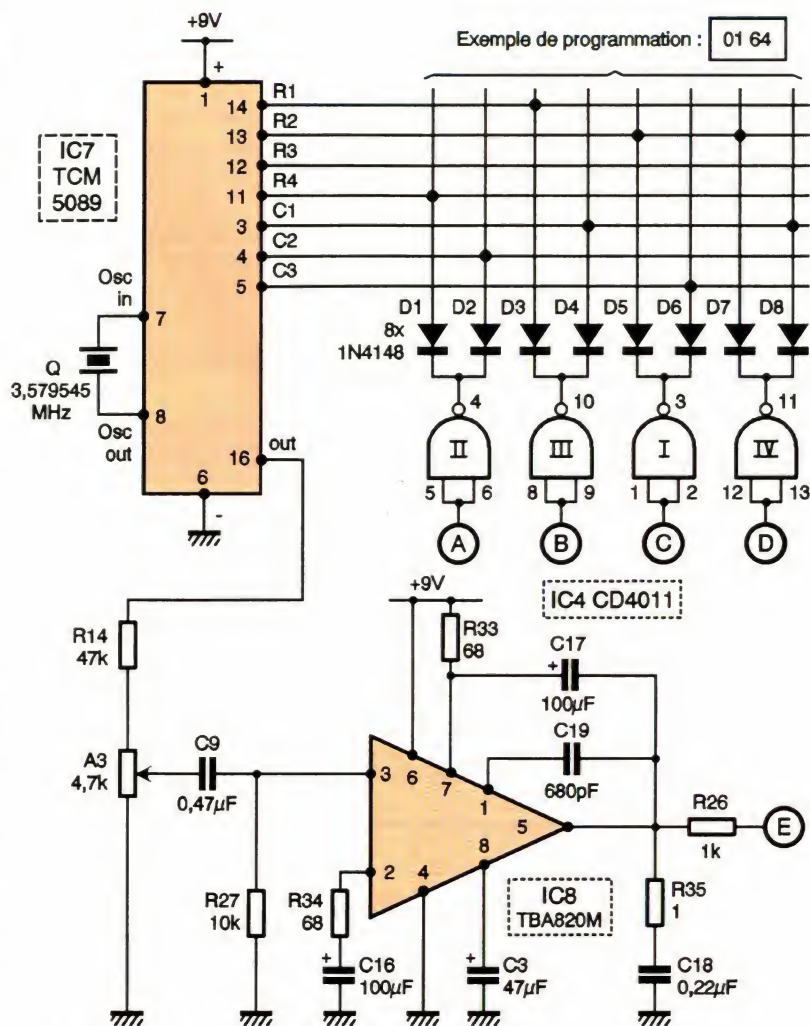 +9V
Exemple de programmation : 01 64
+
1
14 R1
13 R2
12 R3
11 R4
3 C1
4 C2
5 C3
IC7
TCM
5089
Osc
in
7
Q
3,579545
MHz
8
Osc
out
6
-
16 out
D1 D2 D3 D4 D5 D6 D7 D8
8x
1N4148
4 10 3 11
II III I IV
5 6 8 9 1 2 12 13
A B C D
IC4 CD4011
+9V
R14
47k
R33
68
C17
+
100µF
C19
680pF
A3
4,7k
C9
0,47µF
3 6 7 1
5
R26
1k
E
2 4 8
R27
10k
R34
68
IC8
TBA820M
R35
1
+
C16
100µF
+
C3
47µF
C18
0,22µF